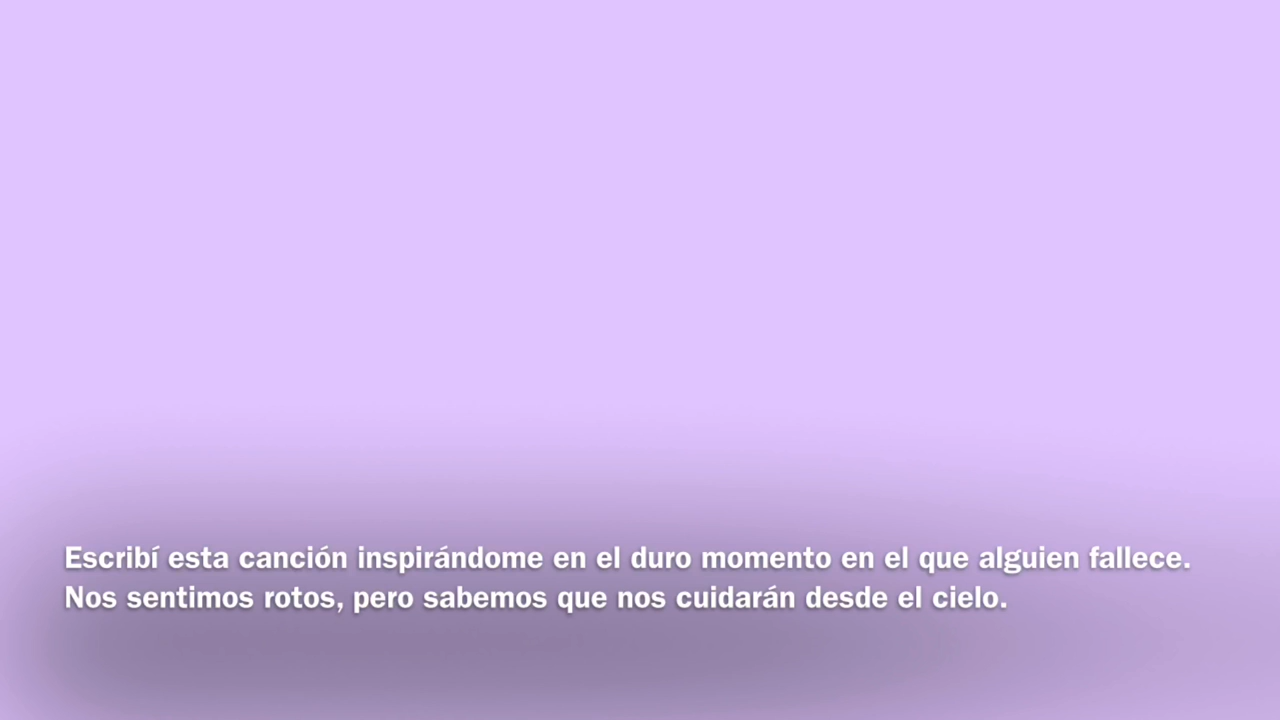 Escribí esta canción inspirándome en el duro momento en el que alguien fallece.
Nos sentimos rotos, pero sabemos que nos cuidarán desde el cielo.